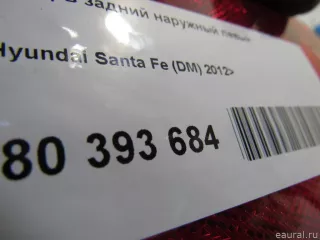 задний наружный левый
Hyundai Santa Fe (DM) 2012>
80 393 684
eaural.ru